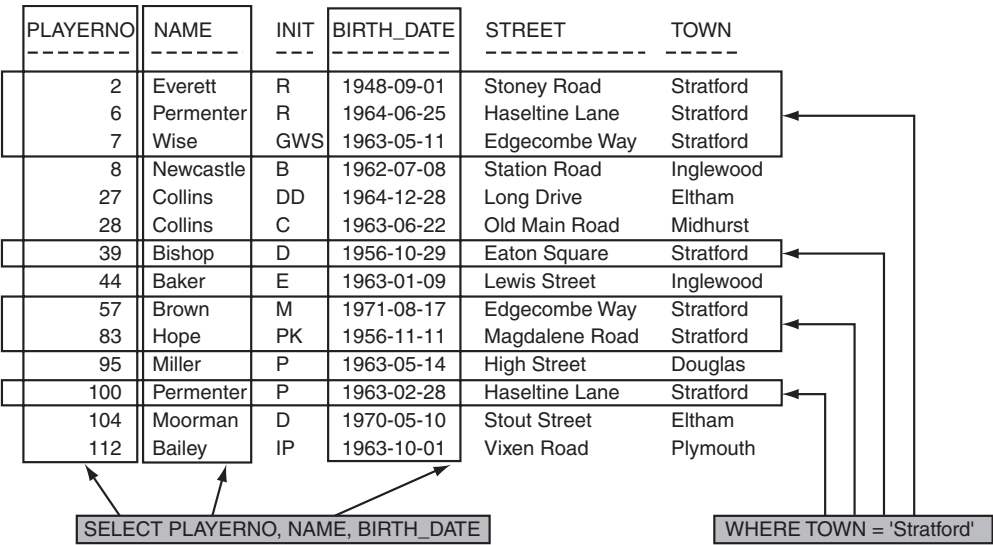 PLAYERNO NAME INIT BIRTH_DATE STREET TOWN
2 Everett R 1948-09-01 Stoney Road Stratford
6 Permenter R 1964-06-25 Haseltine Lane Stratford
7 Wise GWS 1963-05-11 Edgecombe Way Stratford
8 Newcastle B 1962-07-08 Station Road Inglewood
27 Collins DD 1964-12-28 Long Drive Eltham
28 Collins C 1963-06-22 Old Main Road Midhurst
39 Bishop D 1956-10-29 Eaton Square Stratford
44 Baker E 1963-01-09 Lewis Street Inglewood
57 Brown M 1971-08-17 Edgecombe Way Stratford
83 Hope PK 1956-11-11 Magdalene Road Stratford
95 Miller P 1963-05-14 High Street Douglas
100 Permenter P 1963-02-28 Haseltine Lane Stratford
104 Moorman D 1970-05-10 Stout Street Eltham
112 Bailey IP 1963-10-01 Vixen Road Plymouth
SELECT PLAYERNO, NAME, BIRTH_DATE
WHERE TOWN = 'Stratford'